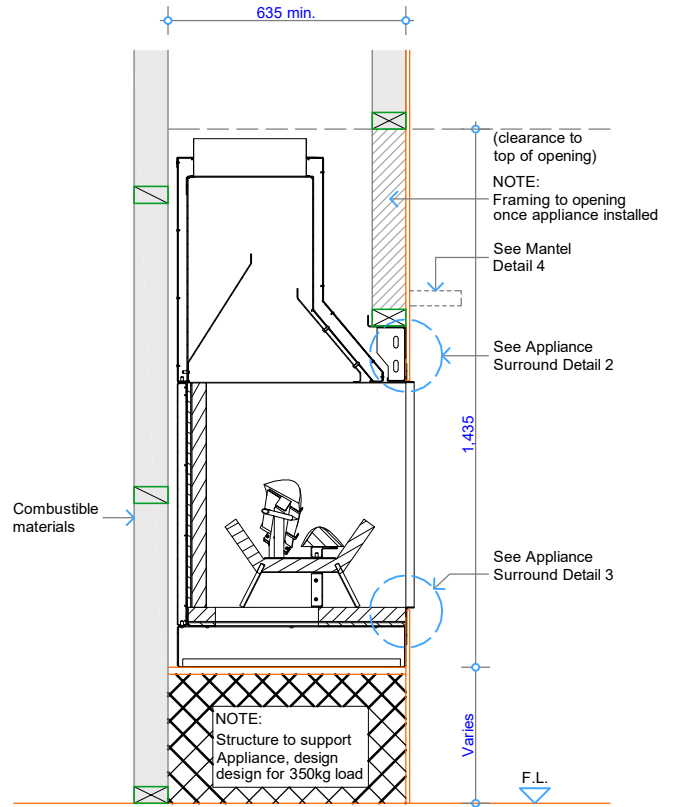 635 min.
(clearance to
top of opening)
NOTE:
Framing to opening
once appliance installed
See Mantel
Detail 4
See Appliance
Surround Detail 2
1,435
Combustible
materials
See Appliance
Surround Detail 3
NOTE:
Structure to support
Appliance, design
design for 350kg load
Varies
F.L.